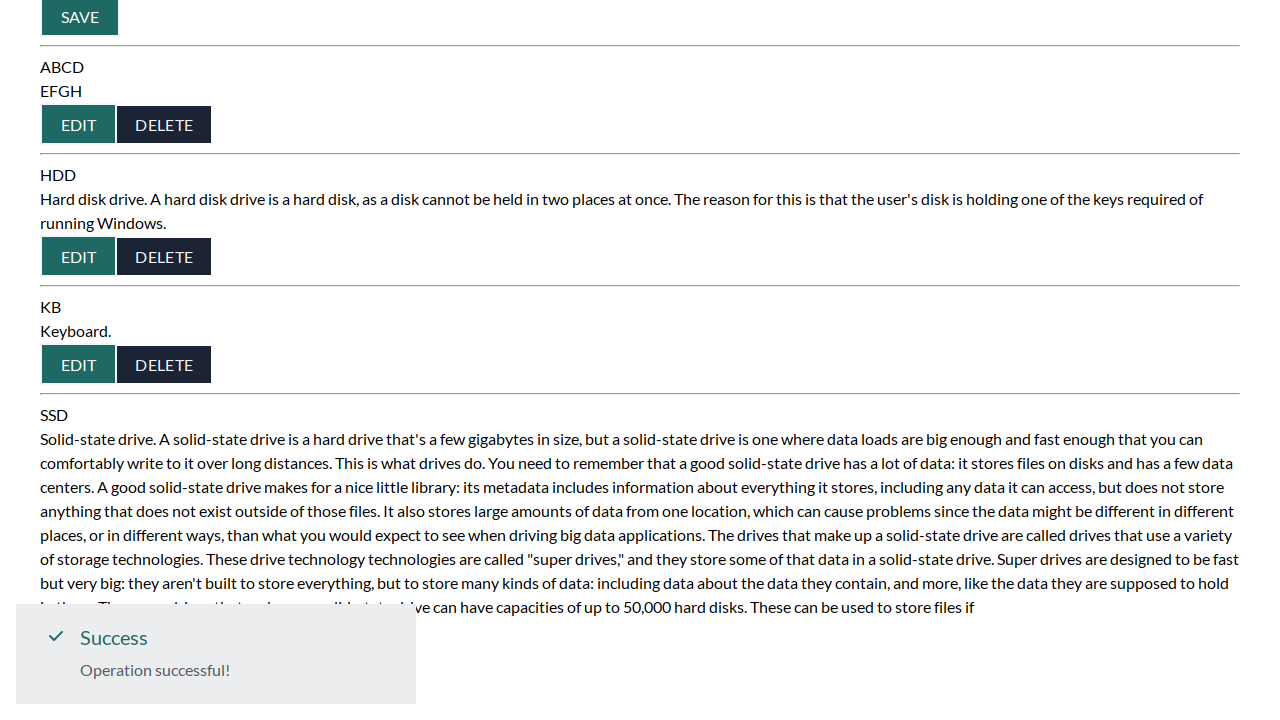 SAVE
ABCD
EFGH
EDIT DELETE
HDD
Hard disk drive. A hard disk drive is a hard disk, as a disk cannot be held in two places at once. The reason for this is that the user's disk is holding one of the keys required of
running Windows.
EDIT DELETE
KB
Keyboard.
EDIT DELETE
SSD
Solid-state drive. A solid-state drive is a hard drive that's a few gigabytes in size, but a solid-state drive is one where data loads are big enough and fast enough that you can
comfortably write to it over long distances. This is what drives do. You need to remember that a good solid-state drive has a lot of data: it stores files on disks and has a few data
centers. A good solid-state drive makes for a nice little library: its metadata includes information about everything it stores, including any data it can access, but does not store
anything that does not exist outside of those files. It also stores large amounts of data from one location, which can cause problems since the data might be different in different
places, or in different ways, than what you would expect to see when driving big data applications. The drives that make up a solid-state drive are called drives that use a variety
of storage technologies. These drive technology technologies are called "super drives," and they store some of that data in a solid-state drive. Super drives are designed to be fast
but very big: they aren't built to store everything, but to store many kinds of data: including data about the data they contain, and more, like the data they are supposed to hold
can have capacities of up to 50,000 hard disks. These can be used to store files if
Success
Operation successful!